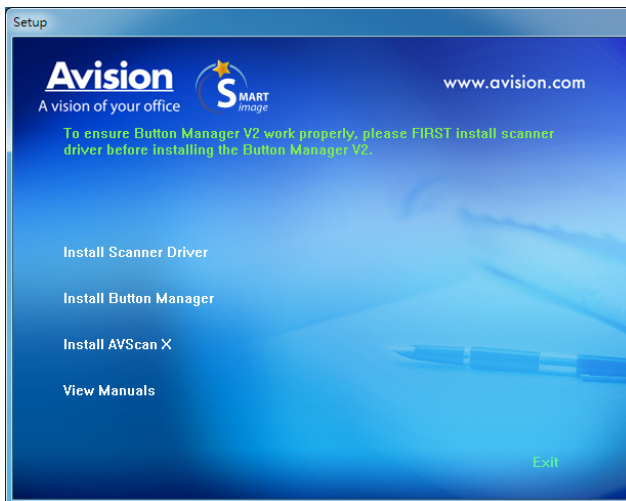 Setup
Avision
A vision of your office
SMART
image
www.avision.com
To ensure Button Manager V2 work properly, please FIRST install scanner
driver before installing the Button Manager V2.
Install Scanner Driver
Install Button Manager
Install AVScan X
View Manuals
Exit